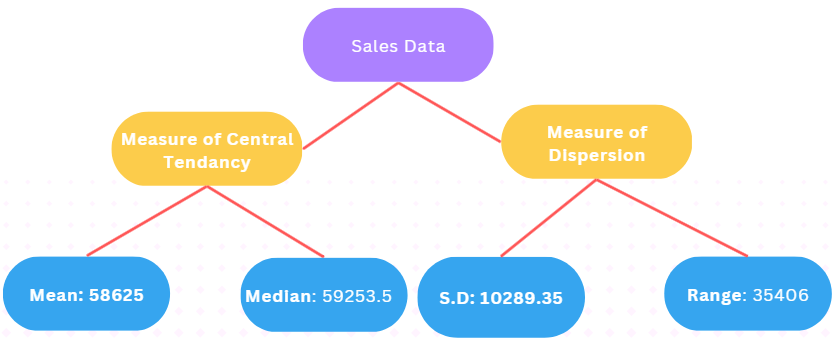 Sales Data
Measure of Central
Tendancy
Measure of
Dispersion
Mean: 58625
Median: 59253.5
S.D: 10289.35
Range: 35406